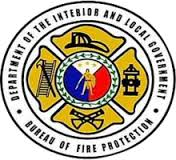 DEPARTMENT OF THE INTERIOR AND LOCAL GOVERNMENT
BUREAU OF FIRE PROTECTION